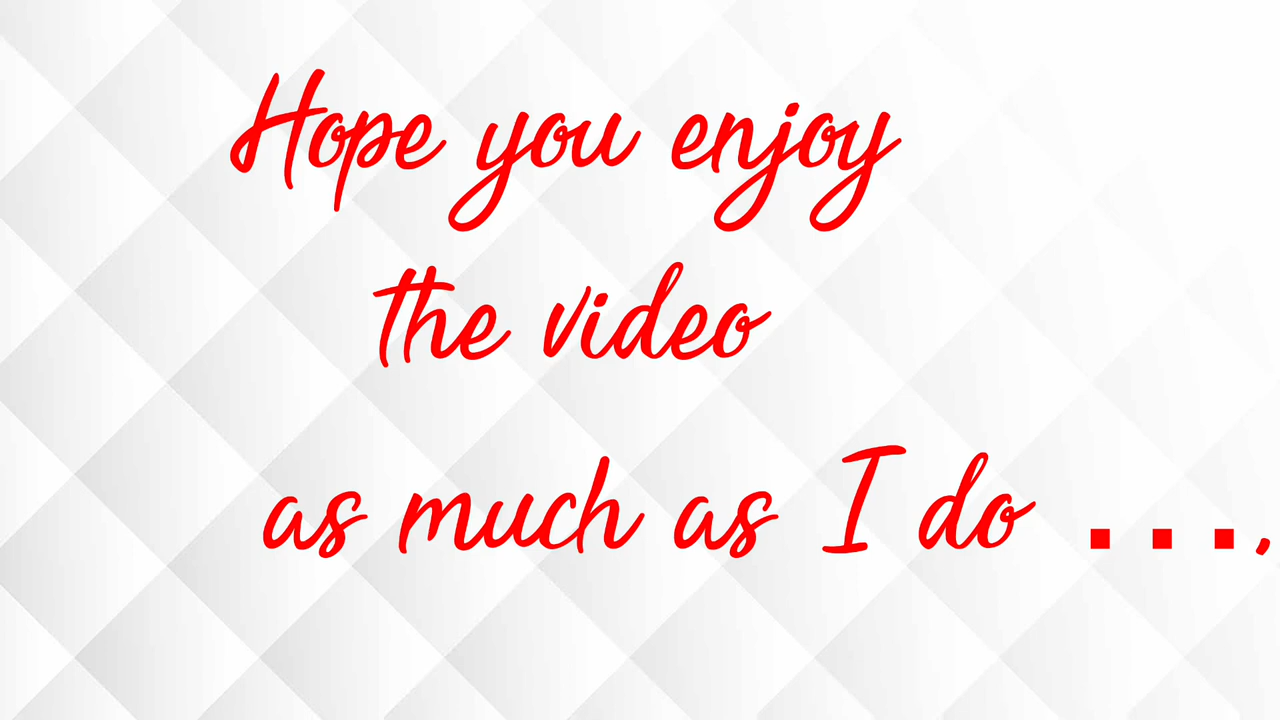 Hope you enjoy
the video
as much as I do ...,